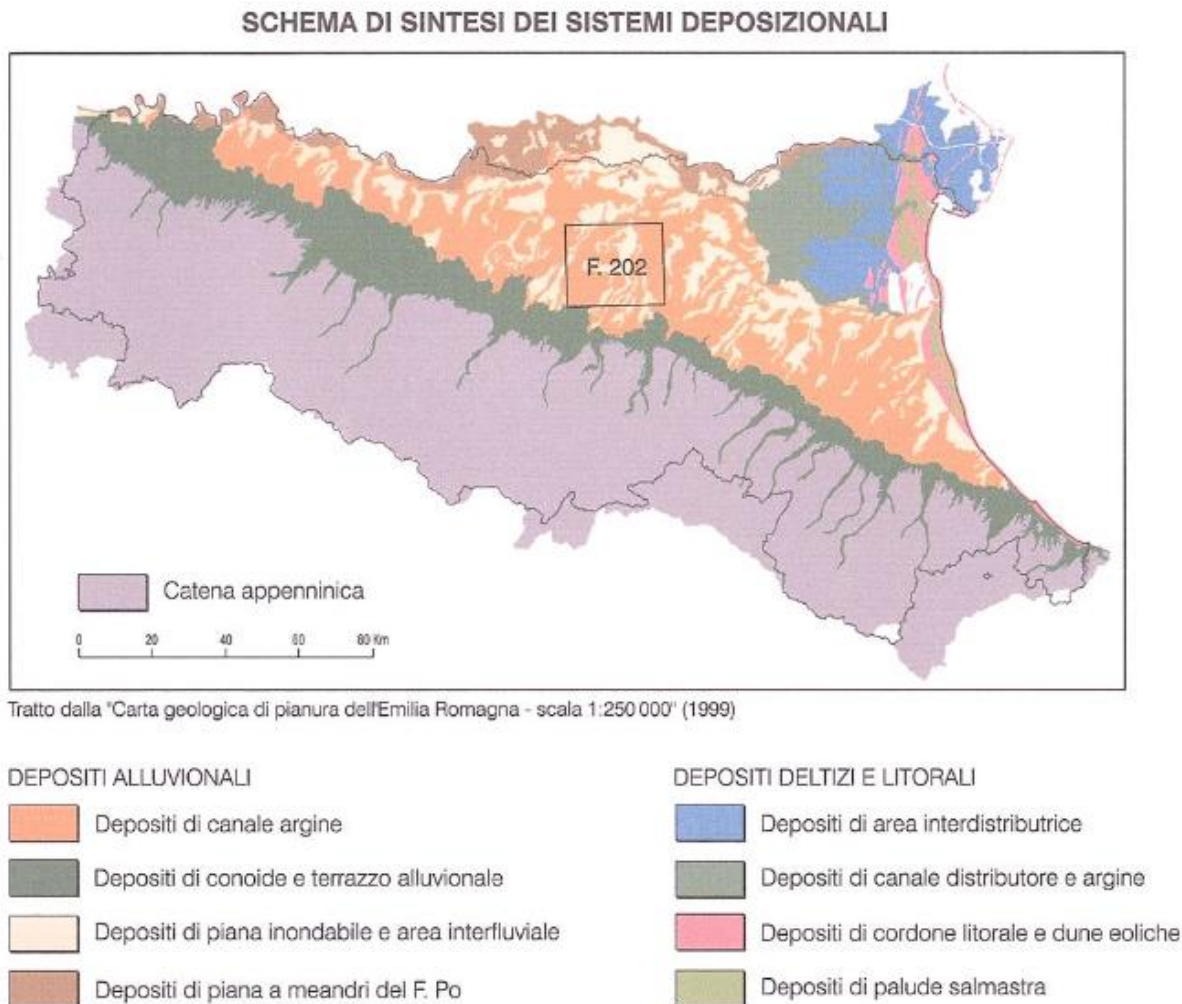 SCHEMA DI SINTESI DEI SISTEMI DEPOSIZIONALI
F. 202
Catena appenninica
0 20 40 60 80 Km
Tratto dalla "Carta geologica di pianura dell'Emilia Romagna - scala 1:250 000" (1999)
DEPOSITI ALLUVIONALI
Depositi di canale argine
Depositi di conoide e terrazzo alluvionale
Depositi di piana inondabile e area interfluviale
Depositi di piana a meandri del F. Po
DEPOSITI DELTIZI E LITORALI
Depositi di area interdistributrice
Depositi di canale distributore e argine
Depositi di cordone litorale e dune eoliche
Depositi di palude salmastra